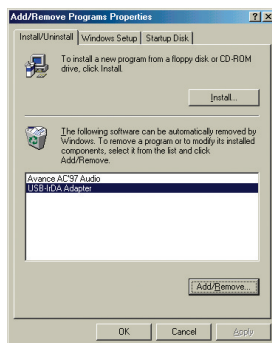 Add/Remove Programs Properties
Install/Uninstall Windows Setup Startup Disk
To install a new program from a floppy disk or CD-ROM
drive, click Install.
Install...
The following software can be automatically removed by
Windows. To remove a program or to modify its installed
components, select it from the list and click
Add/Remove.
Avance AC'97 Audio
USB-IrDA Adapter
Add/Remove...
OK Cancel Apply